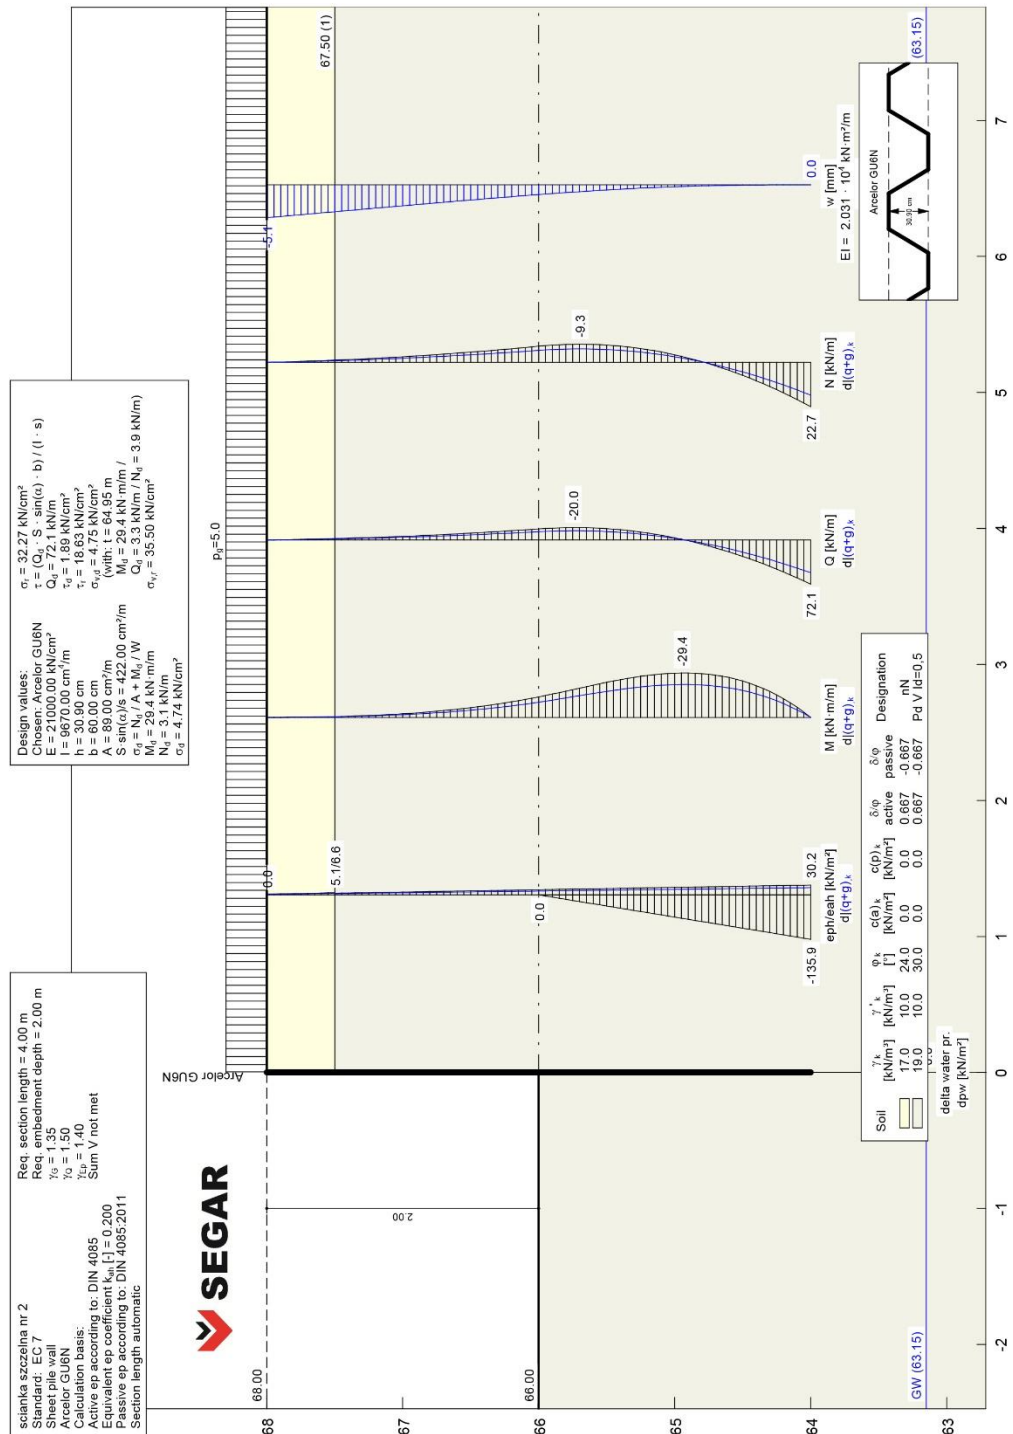 scianka szczelna nr 2
Standard: EC 7
Sheet pile wall
Arcelor GU6N
Calculation basis:
Active ep according to: DIN 4085
Equivalent ep coefficient kah [-] = 0.200
Passive ep according to: DIN 4085:2011
Section length automatic
Req. section length = 4.00 m
Req. embedment depth = 2.00 m
γG = 1.35
γQ = 1.50
γEp = 1.40
Sum V not met
Design values:
Chosen: Arcelor GU6N
E = 21000.00 kN/cm²
I = 9670.00 cm⁴/m
h = 30.90 cm
b = 60.00 cm
A = 89.00 cm²/m
S·sin(α)/s = 422.00 cm²/m
σd = Nd / A + Md / W
Md = 29.4 kN·m/m
Nd = 3.1 kN/m
σd = 4.74 kN/cm²
σr = 32.27 kN/cm²
τ = (Qd · S · sin(α) · b) / (I · s)
Qd = 72.1 kN/m
τd = 1.89 kN/cm²
τr = 18.63 kN/cm²
σv,d = 4.75 kN/cm²
(with: t = 64.95 m
Md = 29.4 kN·m/m /
Qd = 3.3 kN/m / Nd = 3.9 kN/m)
σv,r = 35.50 kN/cm²
SEGAR
Arcelor GU6N
pg=5.0
68.00
67.50 (1)
2.00
66.00
0.0
5.1/6.6
0.0
-135.9
30.2
eph/eah [kN/m²]
d|(q+g),k
-29.4
M [kN·m/m]
d|(q+g),k
-20.0
72.1
Q [kN/m]
d|(q+g),k
-9.3
22.7
N [kN/m]
d|(q+g),k
-5.1
0.0
w [mm]
EI = 2.031 · 10⁴ kN·m²/m
Arcelor GU6N
30.90 cm
GW (63.15)
(63.15)
Soil γk [kN/m³] γ'k [kN/m³] φk [°] c(a)k [kN/m²] c(p)k [kN/m²] δ/φ active δ/φ passive Designation
17.0 10.0 24.0 0.0 0.0 0.667 -0.667 nN
19.0 10.0 30.0 0.0 0.0 0.667 -0.667 Pd V Id=0,5
delta water pr.
dpw [kN/m²]
68
67
66
65
64
63
-2 -1 0 1 2 3 4 5 6 7